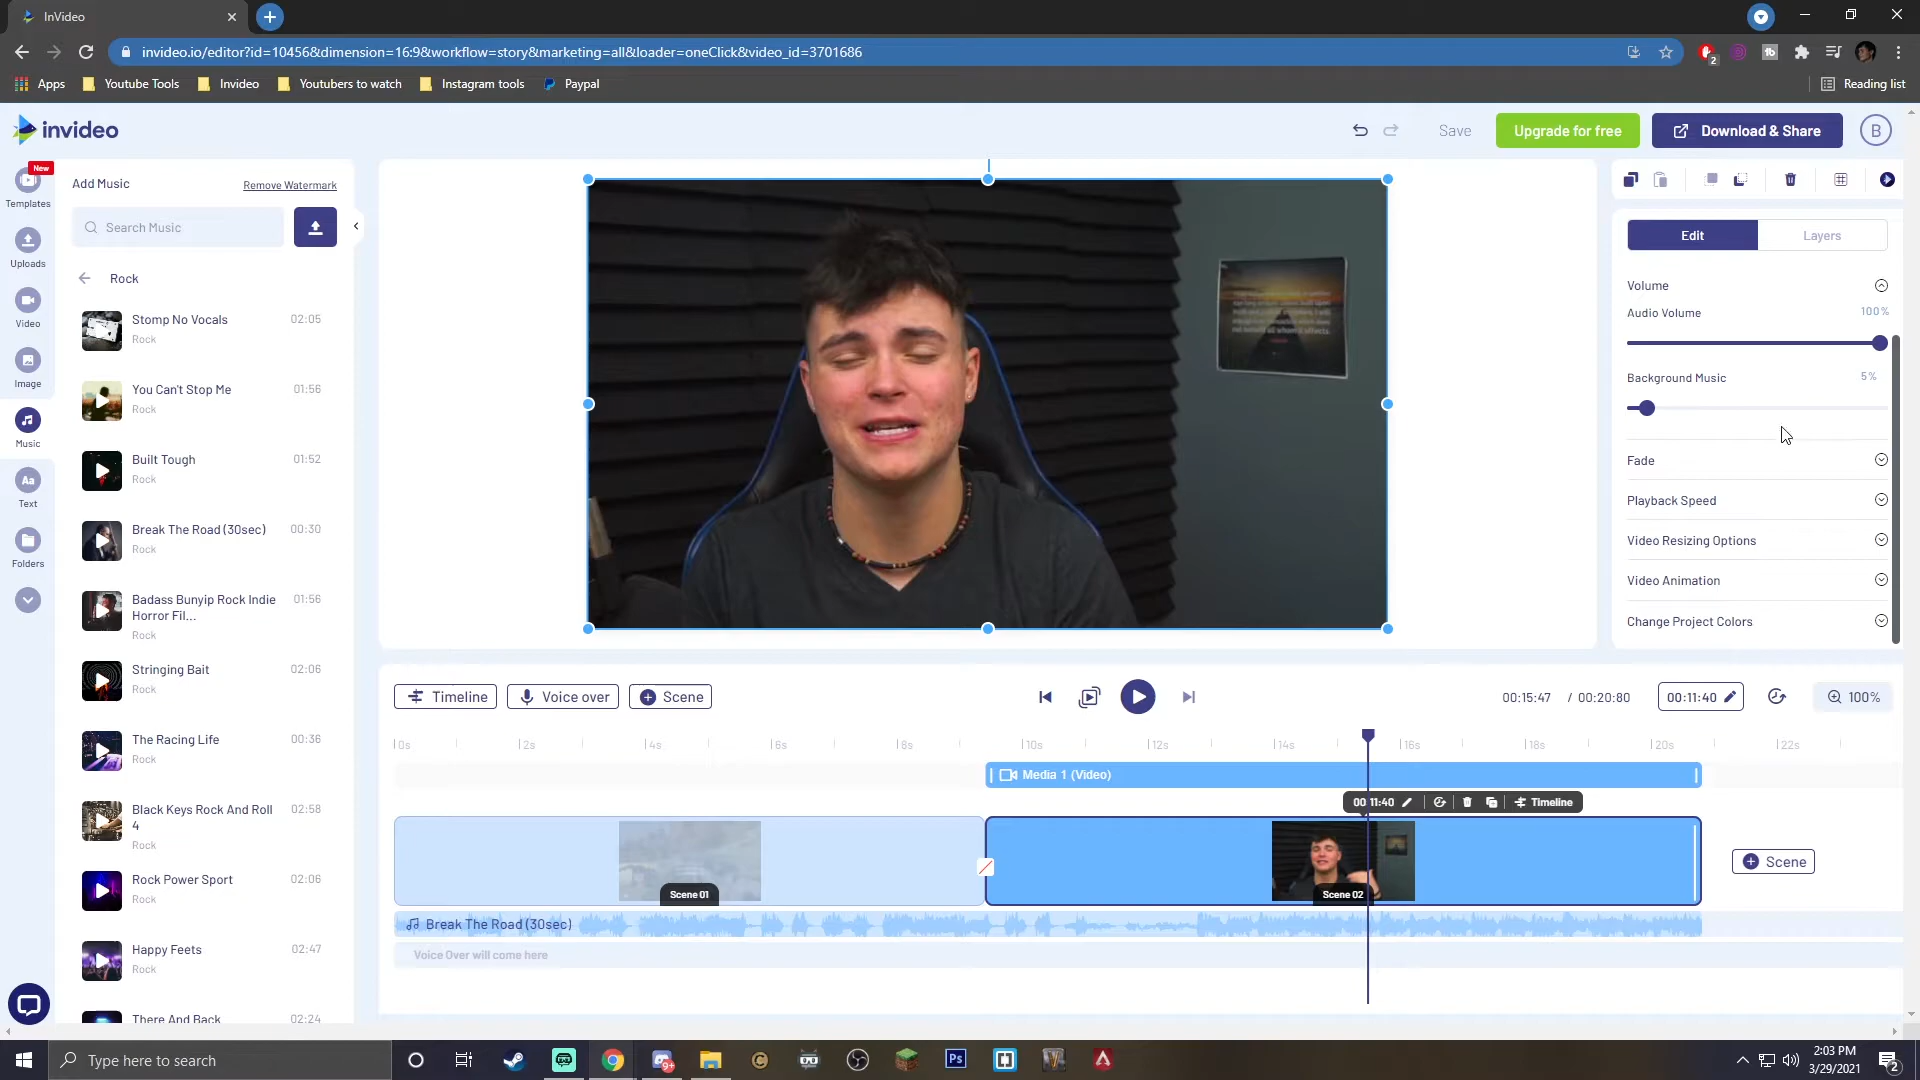 InVideo
invideo.io/editor?id=10456&dimension=16:9&workflow=story&marketing=all&loader=oneClick&video_id=3701686
2
Apps
Youtube Tools
Invideo
Youtubers to watch
Instagram tools
Paypal
Reading list
invideo
Save
Upgrade for free
Download & Share
B
New
Templates
Uploads
Video
Image
Music
Aa
Text
Folders
Add Music
Remove Watermark
Search Music
Rock
Stomp No Vocals 02:05
Rock
You Can't Stop Me 01:56
Rock
Built Tough 01:52
Rock
Break The Road (30sec) 00:30
Rock
Badass Bunyip Rock Indie 01:56
Horror Fil...
Rock
Stringing Bait 02:06
Rock
The Racing Life 00:36
Rock
Black Keys Rock And Roll 02:58
4
Rock
Rock Power Sport 02:06
Rock
Happy Feets 02:47
Rock
There And Back 02:24
Edit
Layers
Volume
Audio Volume 100%
Background Music 5%
Fade
Playback Speed
Video Resizing Options
Video Animation
Change Project Colors
Timeline
Voice over
Scene
00:15:47 / 00:20:80
00:11:40
100%
0s 2s 4s 6s 8s 10s 12s 14s 16s 18s 20s 22s
Media 1 (Video)
00:11:40
Timeline
Scene 01
Scene 02
Scene
Break The Road (30sec)
Voice Over will come here
Type here to search
9+
Ps
2:03 PM
3/29/2021
2